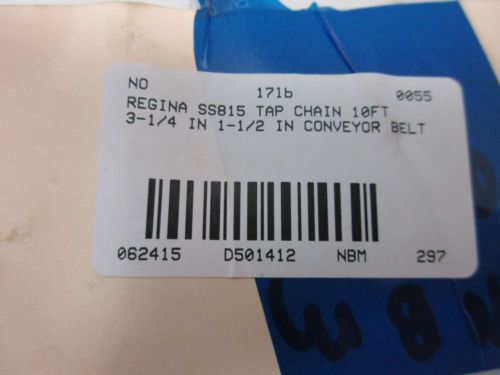 NO 171b 0055
REGINA SS815 TAP CHAIN 10FT
3-1/4 IN 1-1/2 IN CONVEYOR BELT
062415 D501412 NBM 297